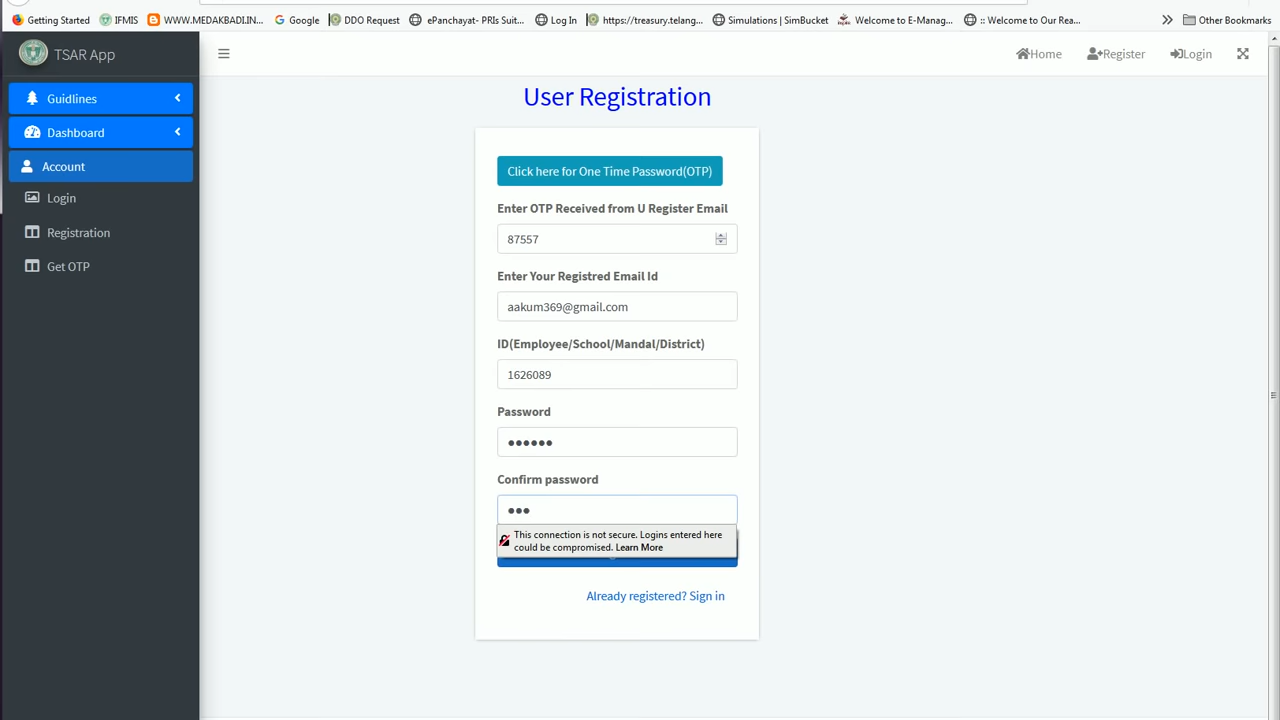 Getting Started IFMIS WWW.MEDAKBADI.IN... Google DDO Request ePanchayat- PRIs Suit... Log In https://treasury.telang... Simulations | SimBucket Welcome to E-Manag... :: Welcome to Our Rea... Other Bookmarks
TSAR App
Home Register Login
Guidlines
Dashboard
Account
Login
Registration
Get OTP
User Registration
Click here for One Time Password(OTP)
Enter OTP Received from U Register Email
87557
Enter Your Registred Email Id
aakum369@gmail.com
ID(Employee/School/Mandal/District)
1626089
Password
●●●●●●
Confirm password
●●●
This connection is not secure. Logins entered here
could be compromised. Learn More
Already registered? Sign in